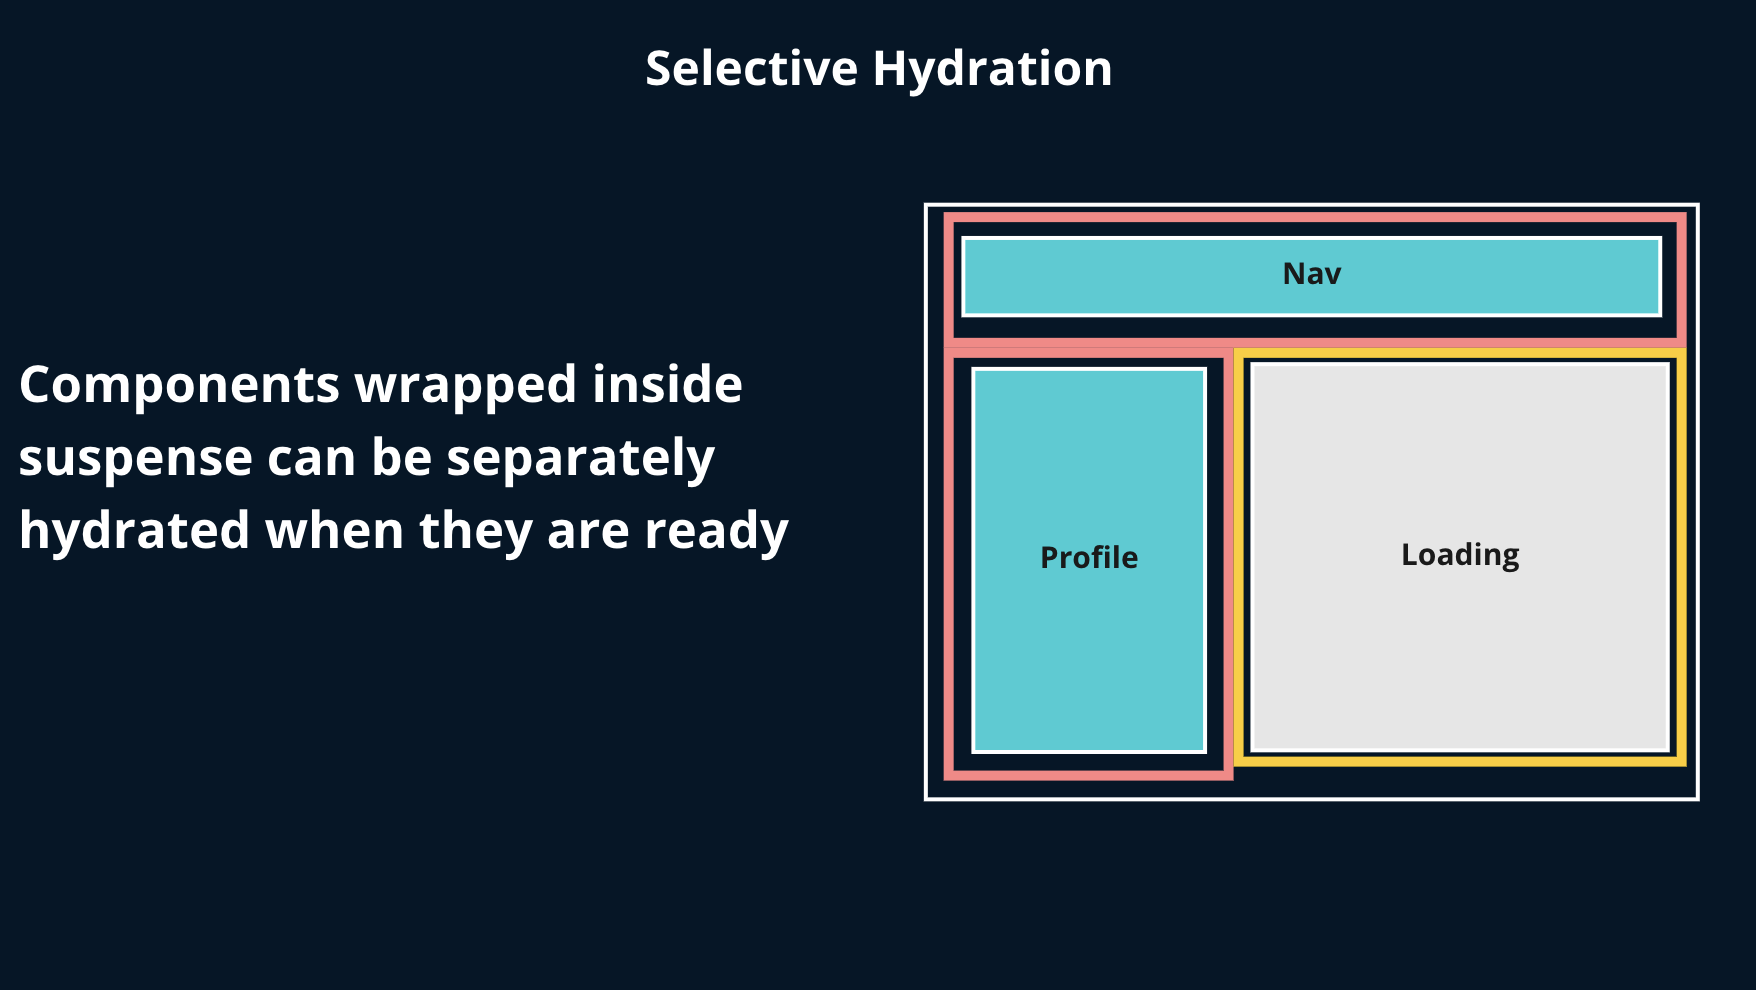 Selective Hydration
Components wrapped inside
suspense can be separately
hydrated when they are ready
Nav
Profile
Loading